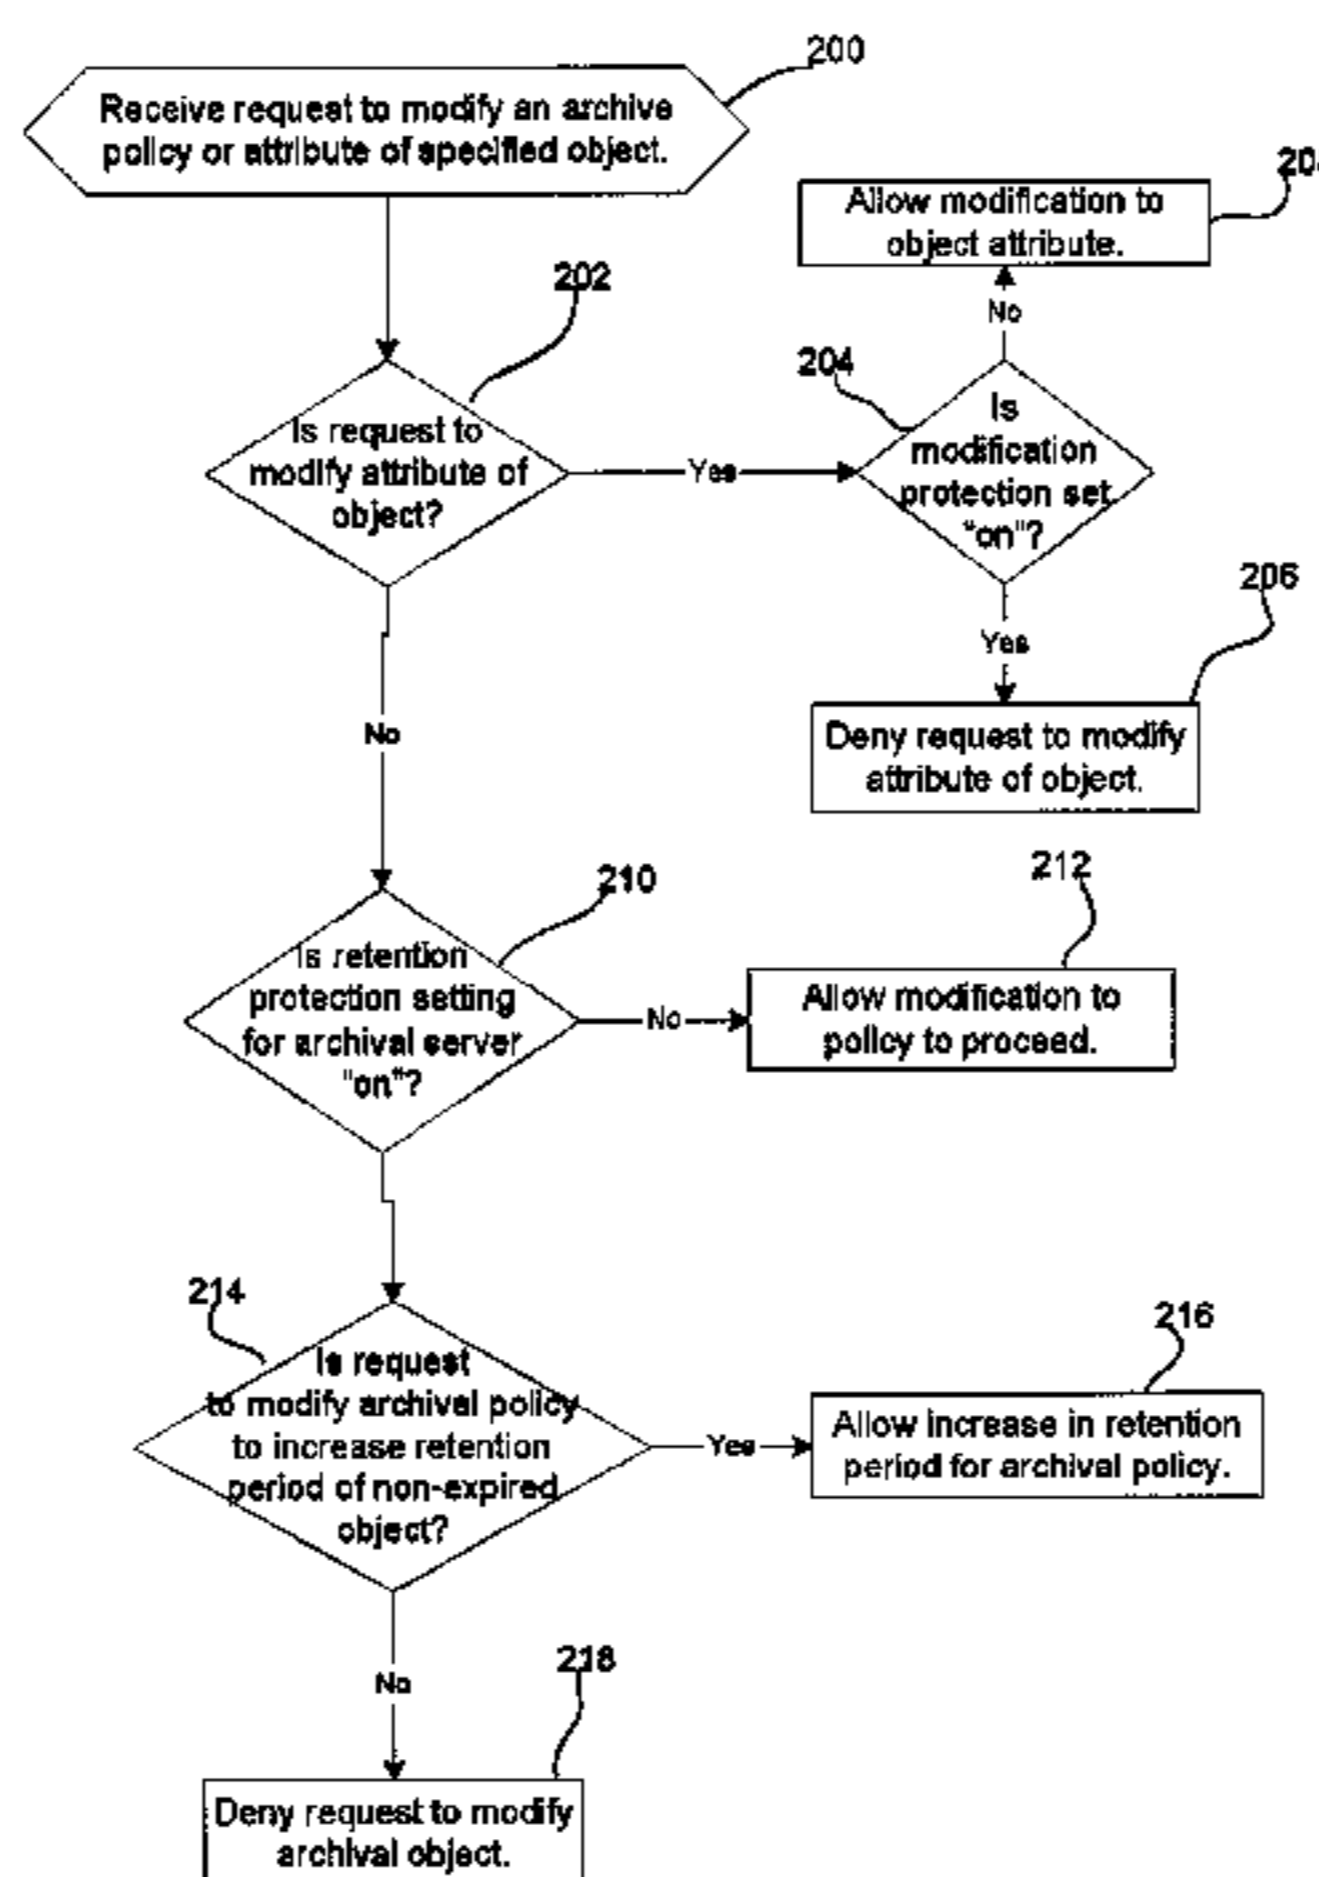 200
Receive request to modify an archive
policy or attribute of specified object.
Allow modification to
object attribute.
202
No
204
Is request to
modify attribute of
object?
Yes
Is
modification
protection set
"on"?
206
Yes
No
Deny request to modify
attribute of object.
210
212
Is retention
protection setting
for archival server
"on"?
No
Allow modification to
policy to proceed.
214
216
Is request
to modify archival policy
to increase retention
period of non-expired
object?
Yes
Allow increase in retention
period for archival policy.
No
218
Deny request to modify
archival object.